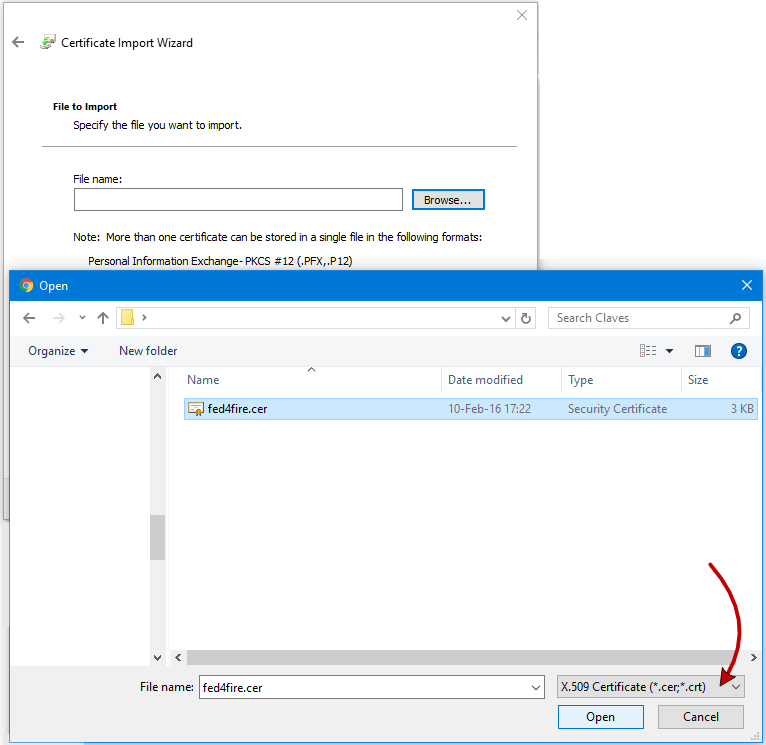 Certificate Import Wizard
File to Import
Specify the file you want to import.
File name:
Browse...
Note: More than one certificate can be stored in a single file in the following formats:
Personal Information Exchange- PKCS #12 (.PFX,.P12)
Open
Search Claves
Organize New folder
?
Name Date modified Type Size
fed4fire.cer 10-Feb-16 17:22 Security Certificate 3 KB
File name: fed4fire.cer X.509 Certificate (*.cer;*.crt)
Open Cancel